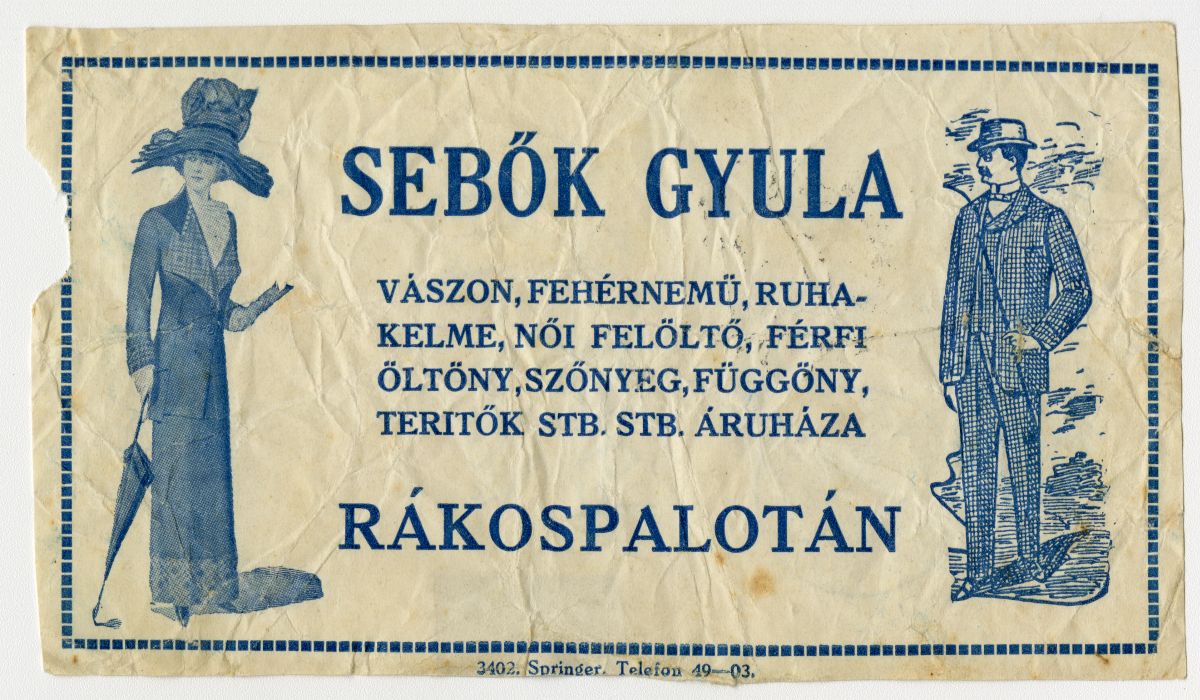 SEBŐK GYULA
VÁSZON, FEHÉRNEMÜ, RUHA-
KELME, NŐI FELÖLTŐ, FÉRFI
ÖLTÖNY, SZŐNYEG, FÜGGÖNY,
TERITŐK STB. STB. ÁRUHÁZA
RÁKOSPALOTÁN
3402. Springer. Telefon 49—03.